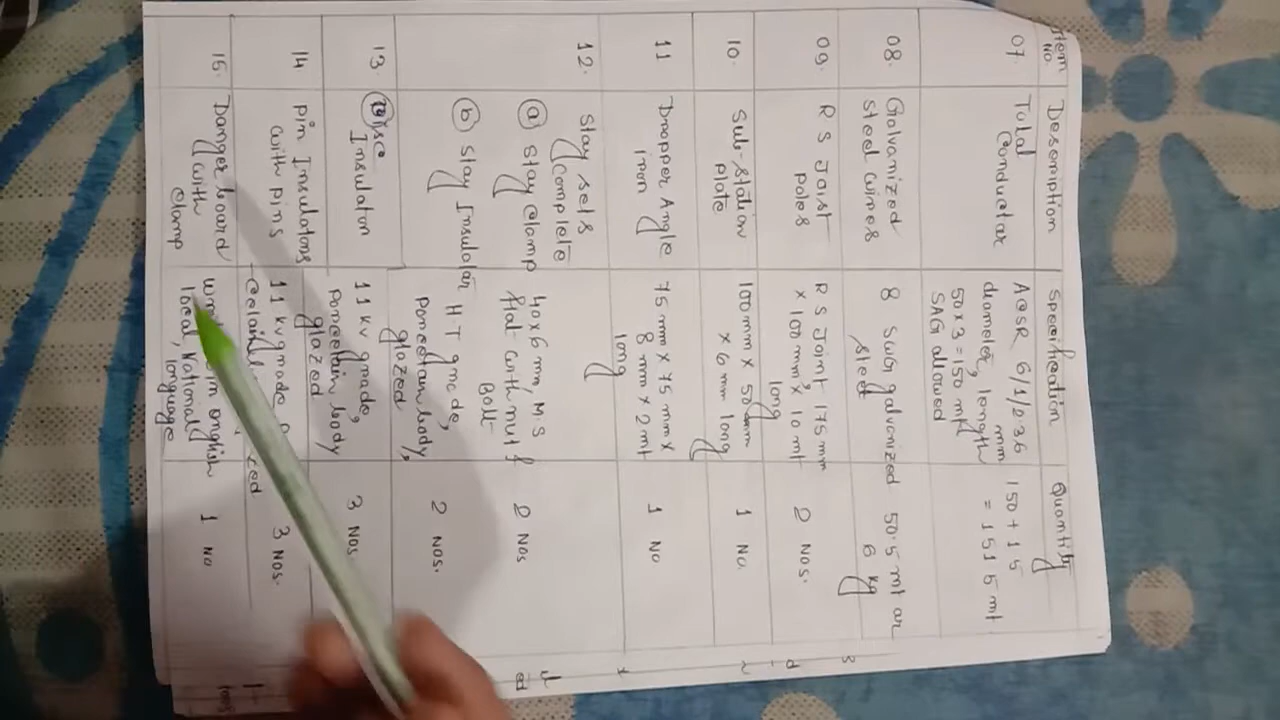 Item No. Description Specification Quantity
07. Total Conductor ACSR 6/1/2.36 mm diameter, length 50 x 3 = 150 mt SAG allowed 150 + 1.5 = 151.5 mt
08. Galvanized steel wires 8 SWG galvanized steel 50.5 mt or 6 kg
09. R S Joist poles R S Joint, 175 mm x 100 mm x 10 mt long 2 Nos.
10. Sub-station plate 100 mm x 50 mm x 6 mm long 1 No.
11 Dropper Angle iron 75 mm x 75 mm x 8 mm x 2 mt long 1 No
12. Stay sets (complete
(a) Stay Clamp 40 x 6 mm, M S flat with nut & Bolt 2 Nos
(b) Stay Insulator H T grade, porcelain body, glazed 2 Nos.
13. Disc Insulator 11 kv grade, porcelain body glazed 3 Nos.
14 Pin Insulators with pins 11 kv grade 3 Nos.
15. Danger board with clamp in english local, National language 1 No